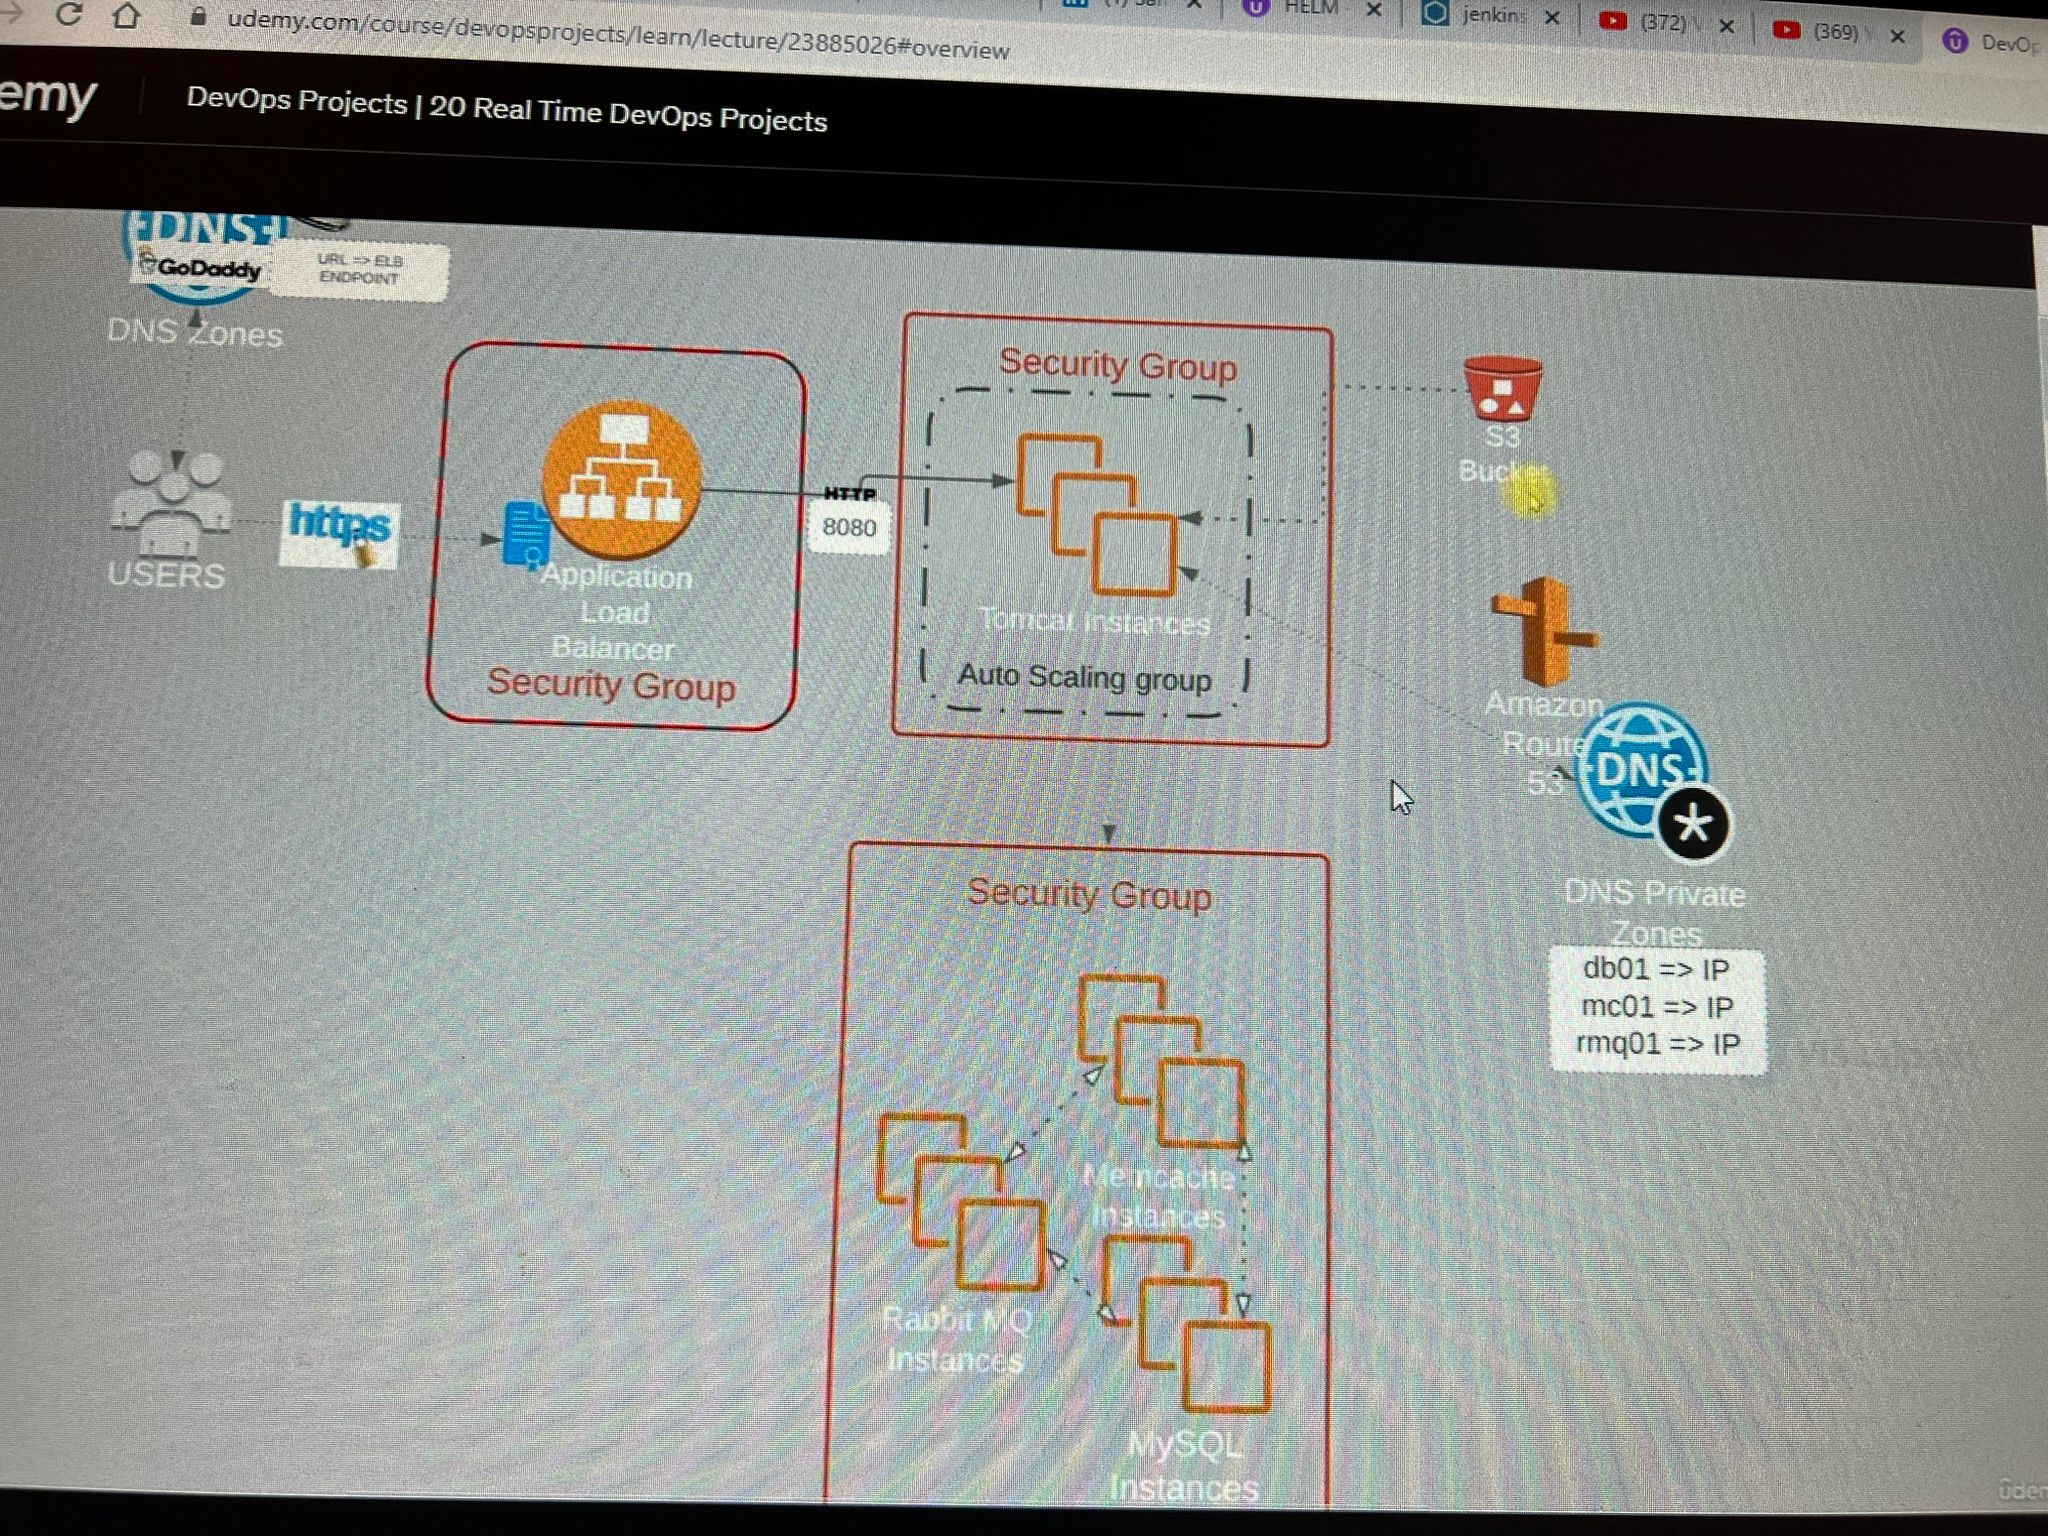 udemy.com/course/devopsprojects/learn/lecture/23885026#overview
HELM
jenkins
(372)
(369)
DevOp
emy
DevOps Projects | 20 Real Time DevOps Projects
DNS
GoDaddy
URL => ELB
ENDPOINT
DNS Zones
USERS
https
Application
Load
Balancer
Security Group
HTTP
8080
Security Group
Tomcat Instances
Auto Scaling group
S3
Bucket
Amazon
Route
53
DNS
DNS Private
Zones
db01 => IP
mc01 => IP
rmq01 => IP
Security Group
Memcache
Instances
Rabbit MQ
Instances
MySQL
Instances
ûdem